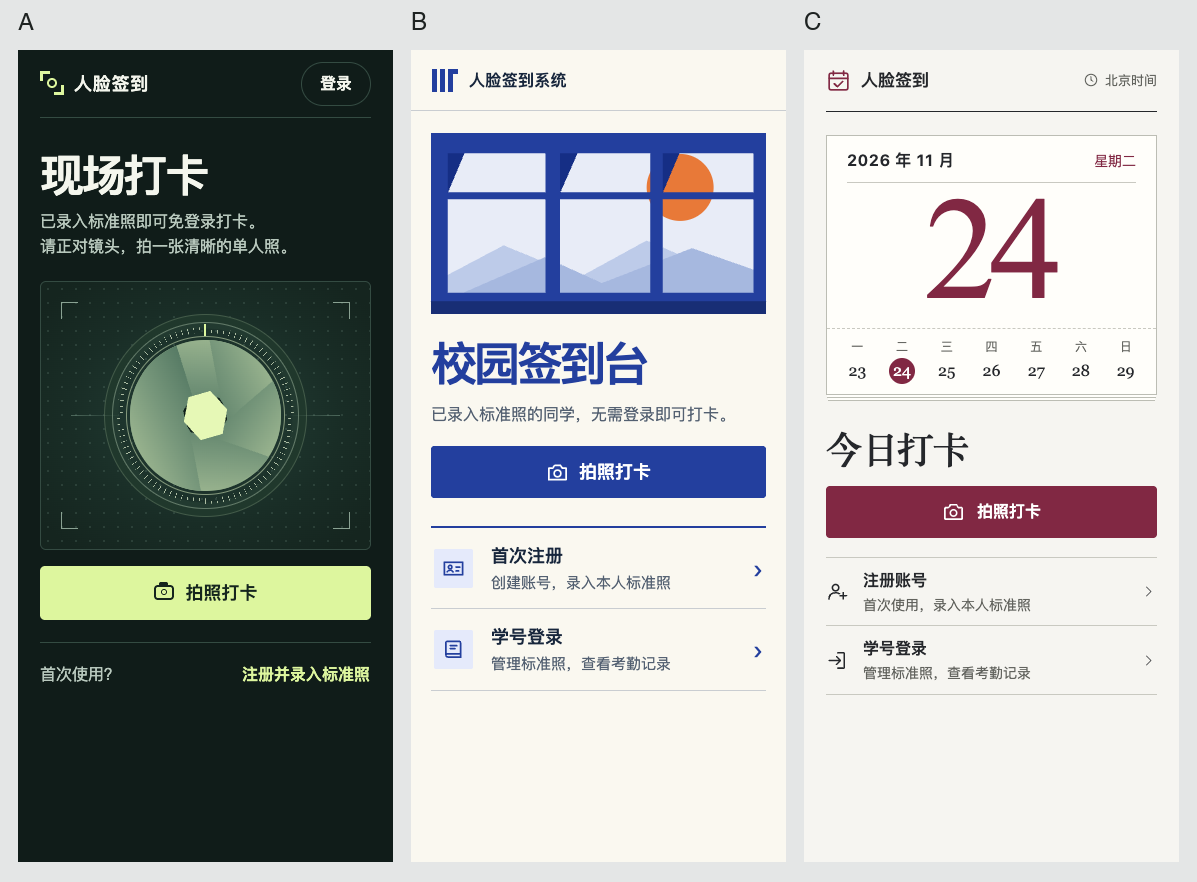 A
人脸签到
登录
现场打卡
已录入标准照即可免登录打卡。
请正对镜头，拍一张清晰的单人照。
拍照打卡
首次使用?
注册并录入标准照
B
人脸签到系统
校园签到台
已录入标准照的同学，无需登录即可打卡。
拍照打卡
首次注册
创建账号，录入本人标准照
学号登录
管理标准照，查看考勤记录
C
人脸签到
北京时间
2026 年 11 月
星期二
24
一 二 三 四 五 六 日
23 24 25 26 27 28 29
今日打卡
拍照打卡
注册账号
首次使用，录入本人标准照
学号登录
管理标准照，查看考勤记录